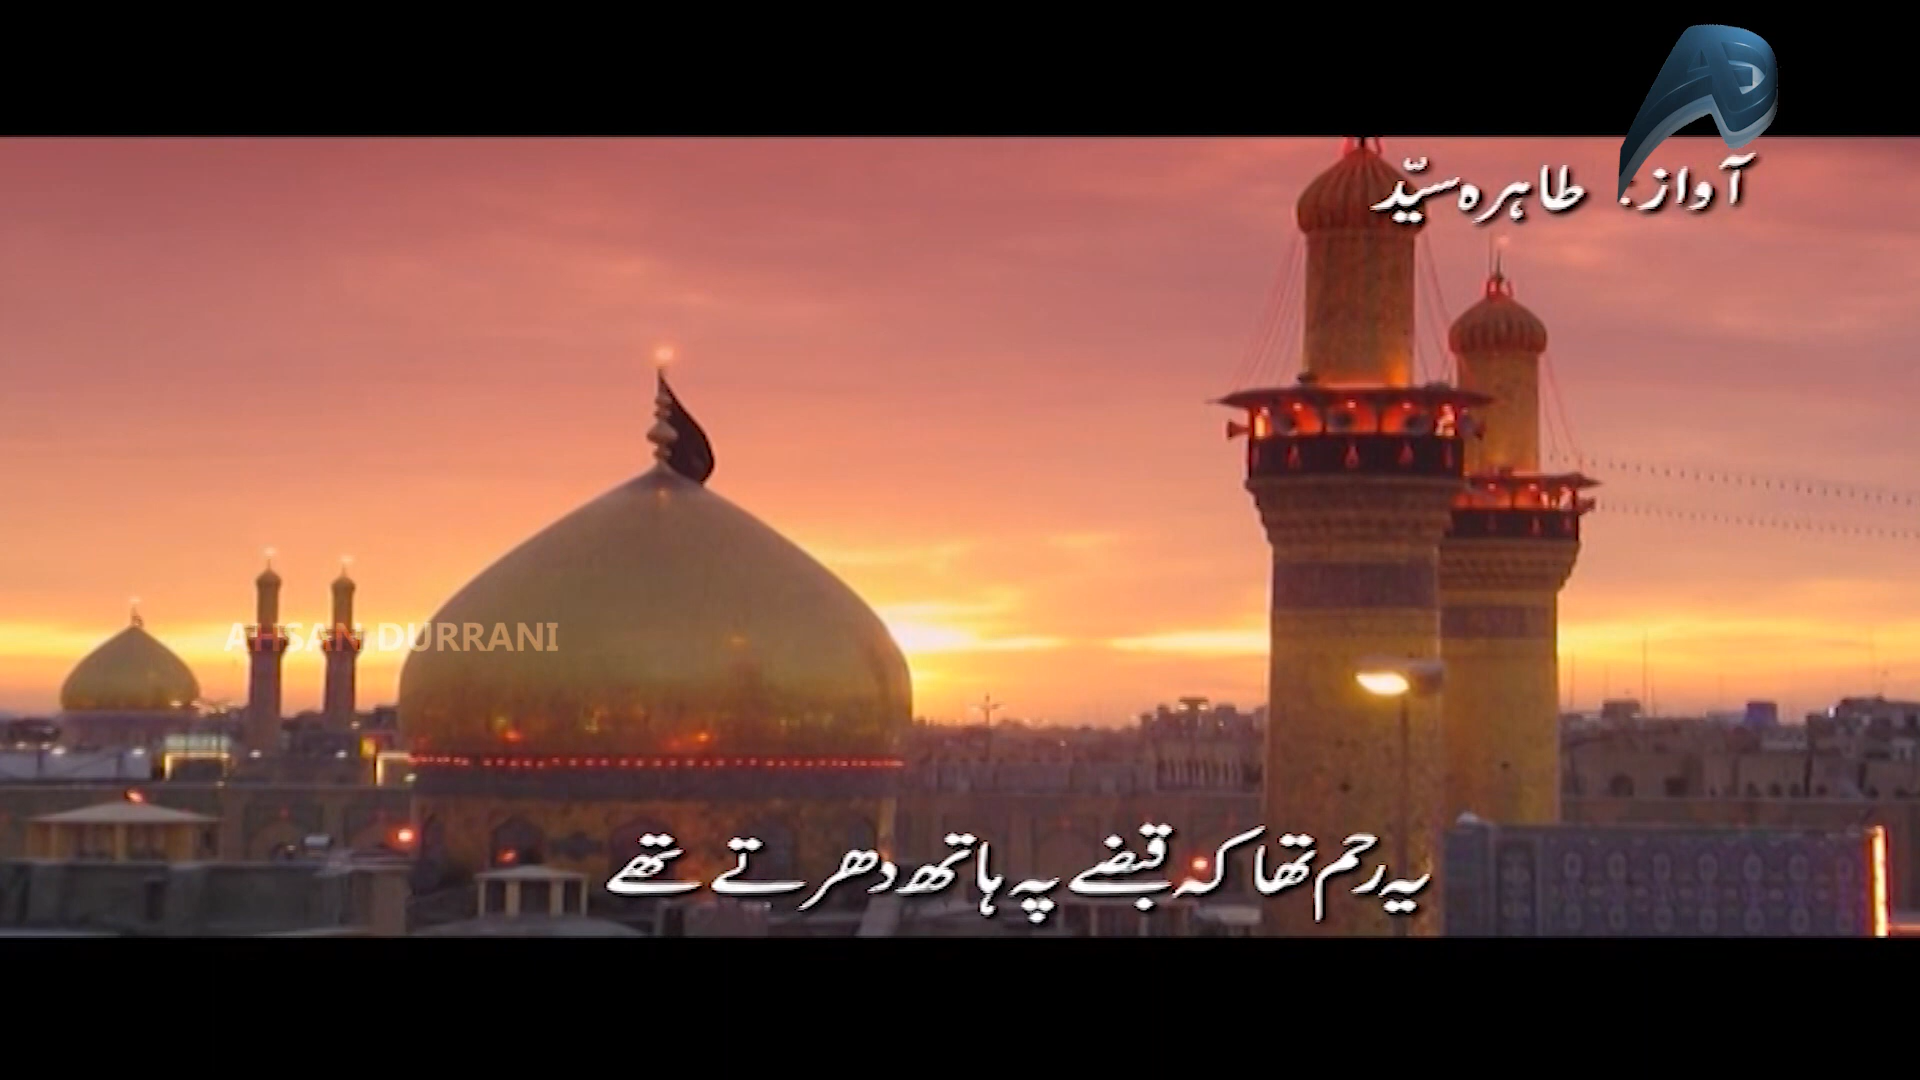 آواز: طاہرہ سیّد
AHSAN DURRANI
یہ رحم تھا کہ قبضے پہ ہاتھ دھرتے تھے